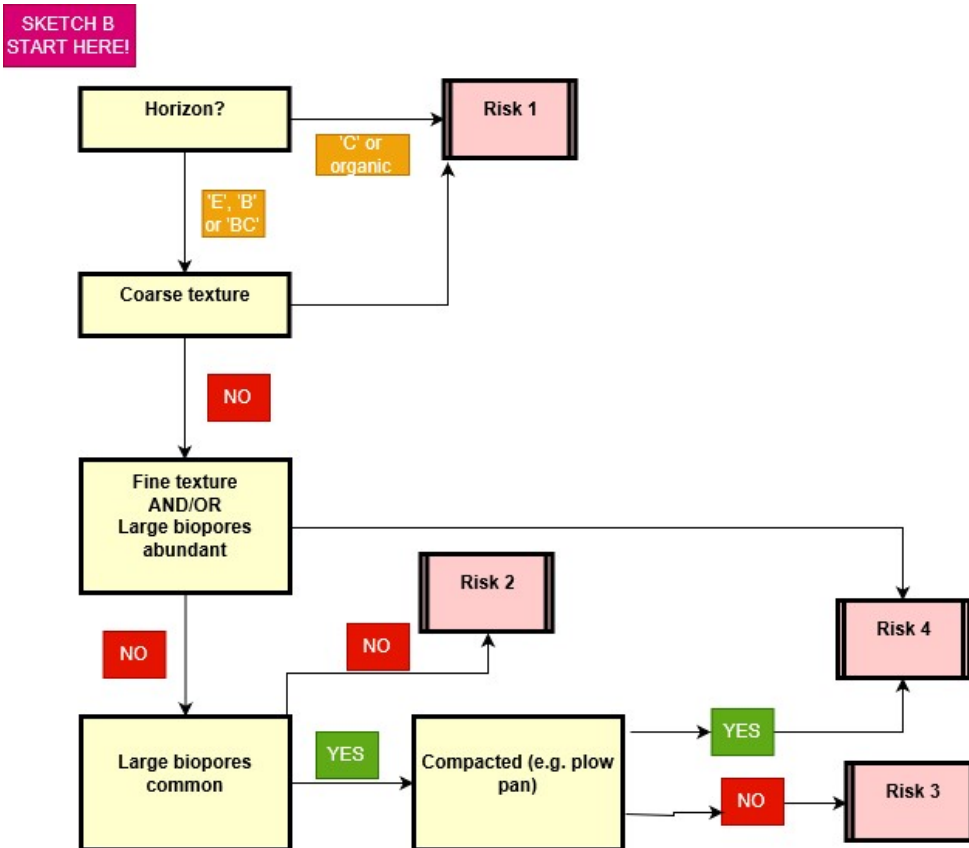 SKETCH B
START HERE!
Horizon?
Risk 1
'C' or
organic
'E', 'B'
or 'BC'
Coarse texture
NO
Fine texture
AND/OR
Large biopores
abundant
Risk 2
Risk 4
NO
NO
Large biopores
common
YES
Compacted (e.g. plow
pan)
YES
NO
Risk 3